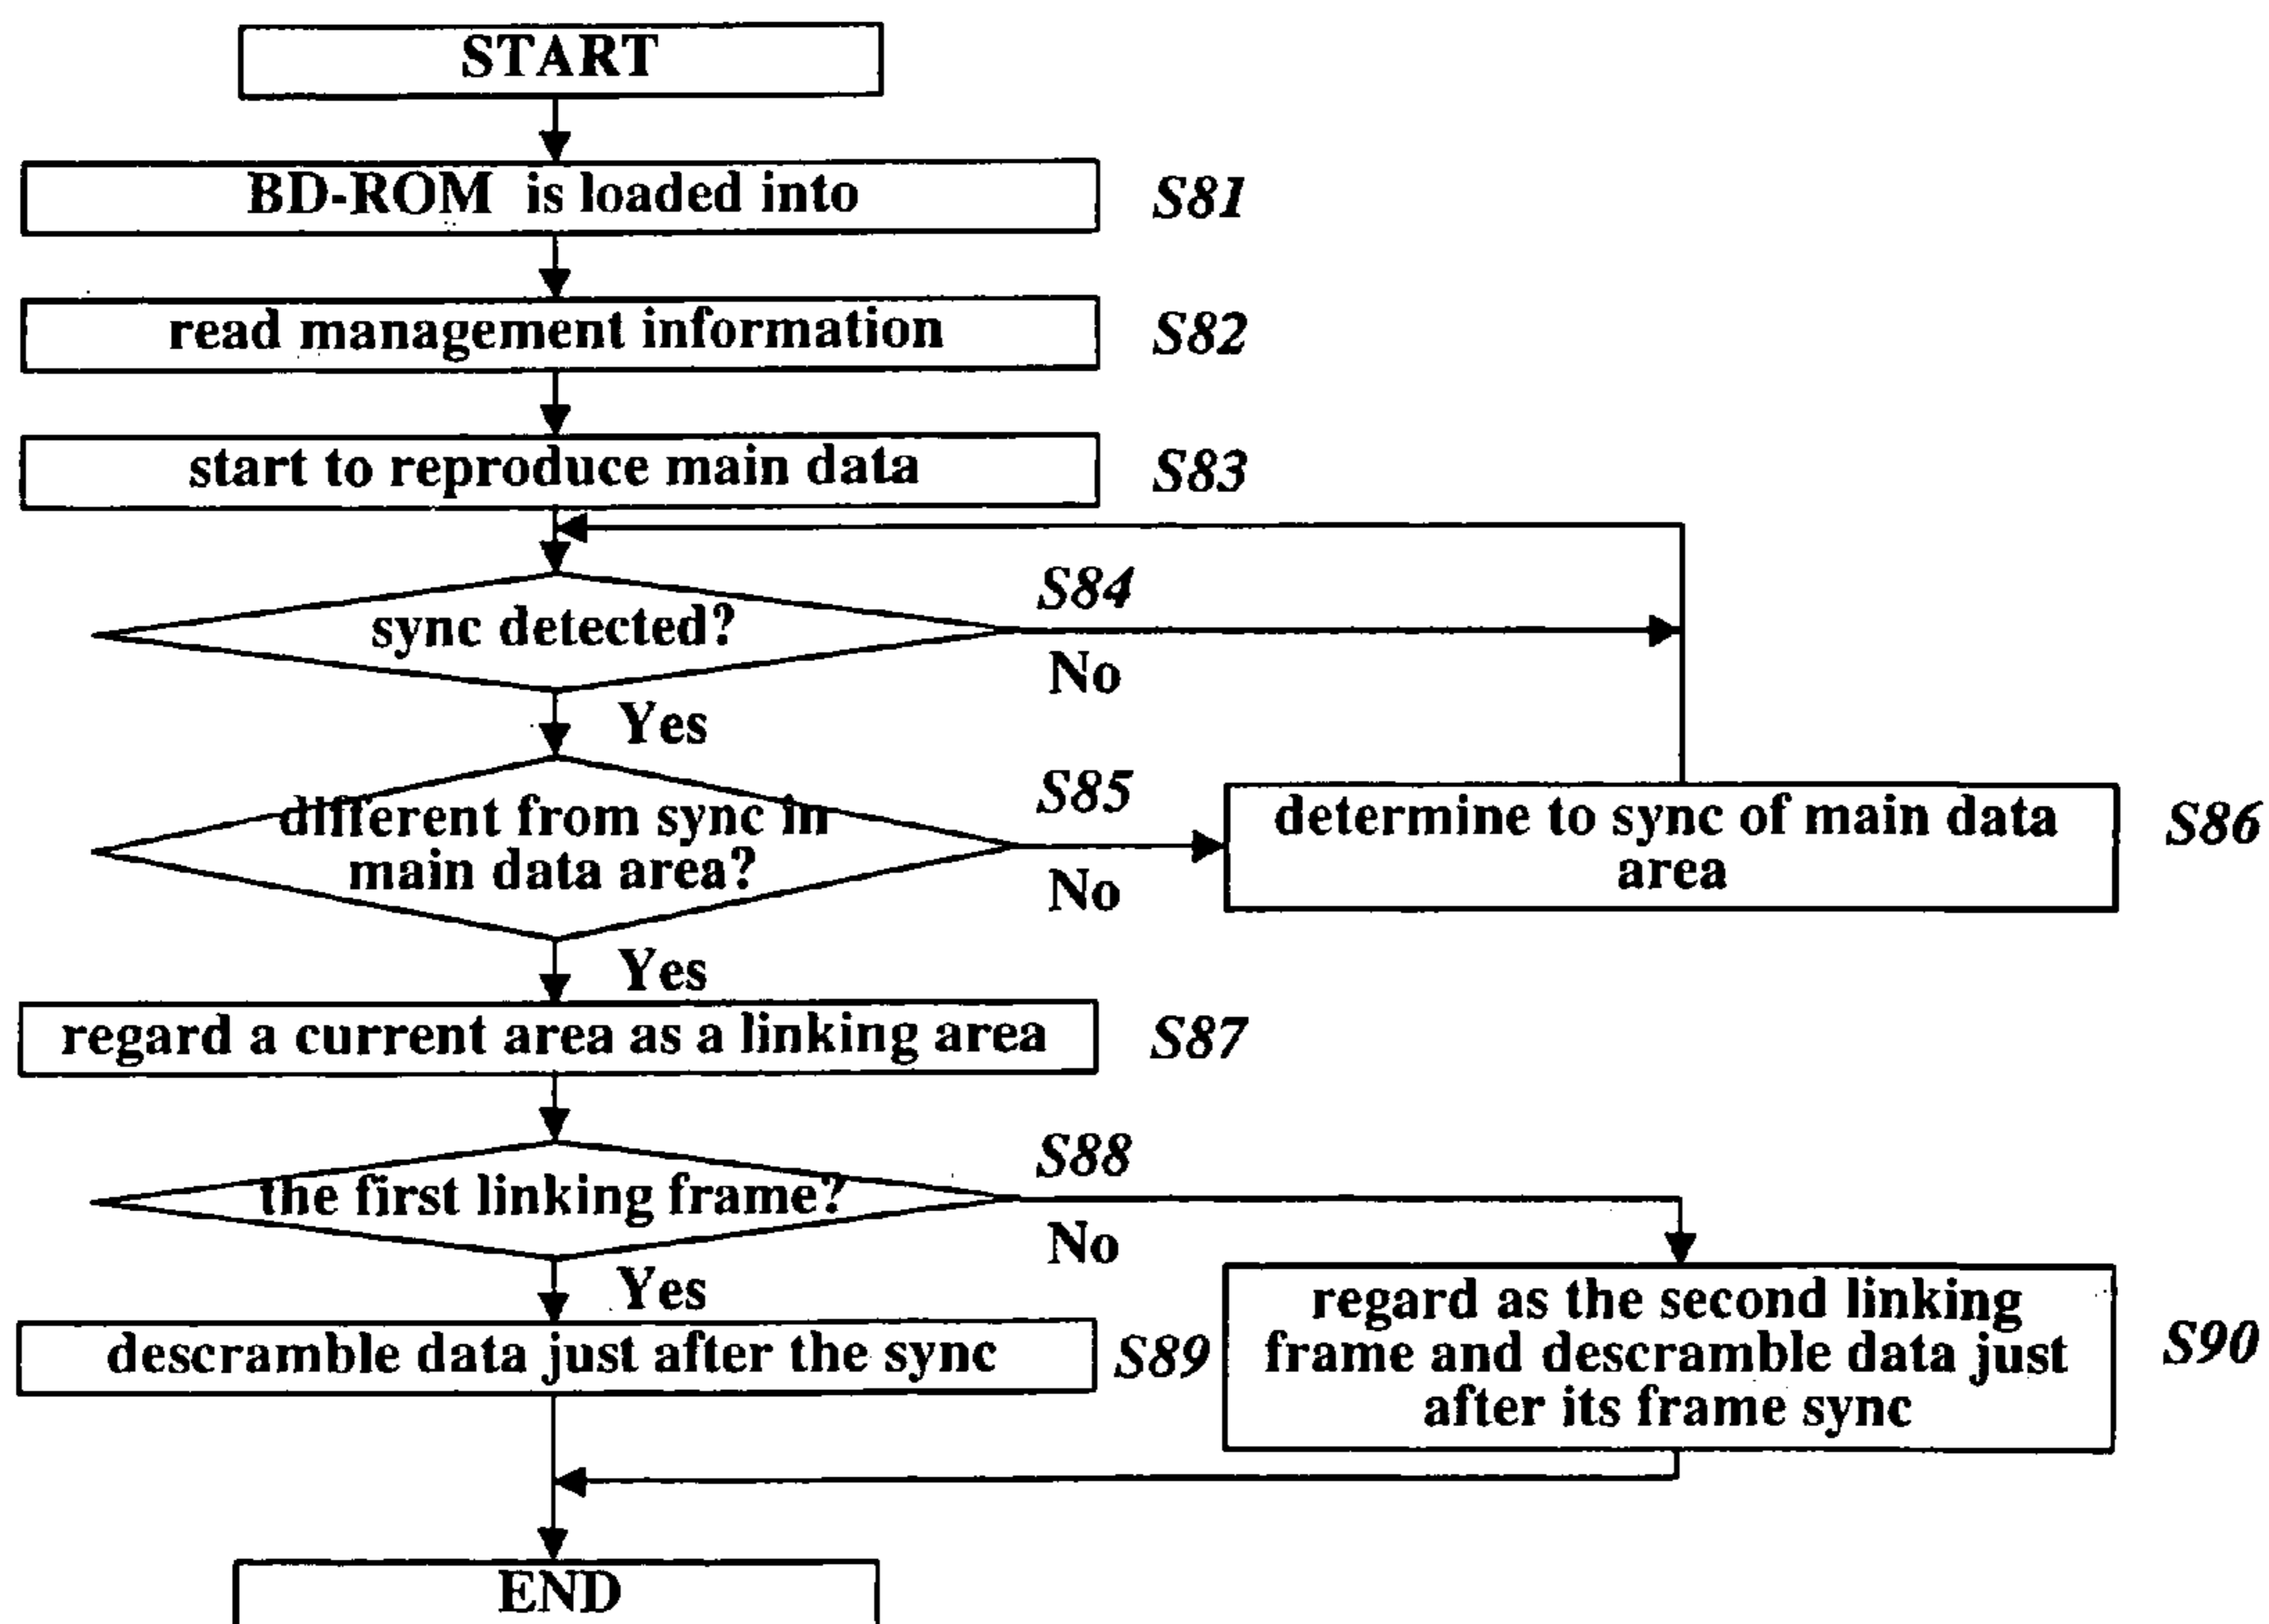 START
BD-ROM is loaded into
S81
read management information
S82
start to reproduce main data
S83
sync detected?
S84
No
Yes
different from sync in
main data area?
S85
No
determine to sync of main data
area
S86
Yes
regard a current area as a linking area
S87
the first linking frame?
S88
No
Yes
descramble data just after the sync
S89
regard as the second linking
frame and descramble data just
after its frame sync
S90
END